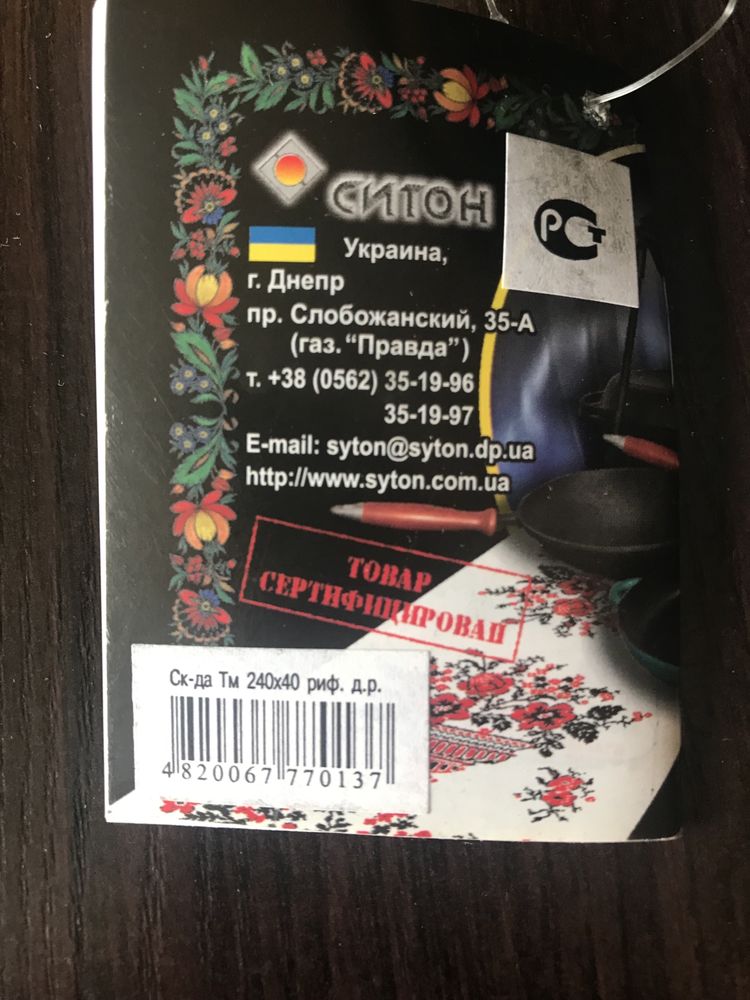 СИТОН
РСТ
Украина,
г. Днепр
пр. Слобожанский, 35-А
(газ. “Правда”)
т. +38 (0562) 35-19-96
35-19-97
E-mail: syton@syton.dp.ua
http://www.syton.com.ua
ТОВАР
СЕРТИФИЦИРОВАН
Ск-да Тм 240х40 риф. д.р.
4 820067 770137